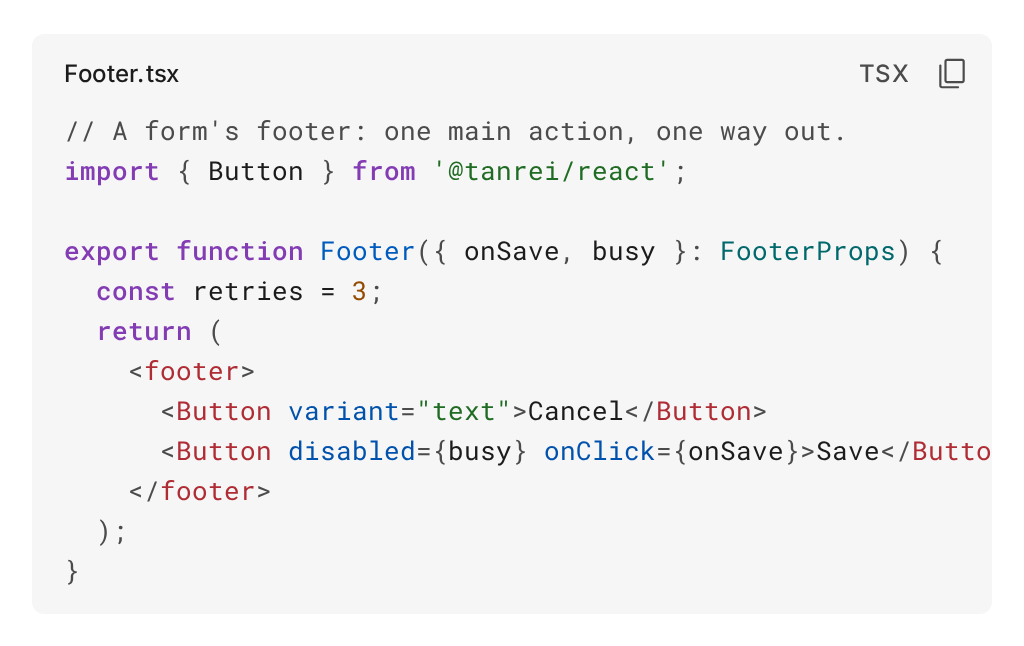 Footer.tsx
TSX
// A form's footer: one main action, one way out.
import { Button } from '@tanrei/react';
export function Footer({ onSave, busy }: FooterProps) {
  const retries = 3;
  return (
    <footer>
      <Button variant="text">Cancel</Button>
      <Button disabled={busy} onClick={onSave}>Save</Butto
    </footer>
  );
}